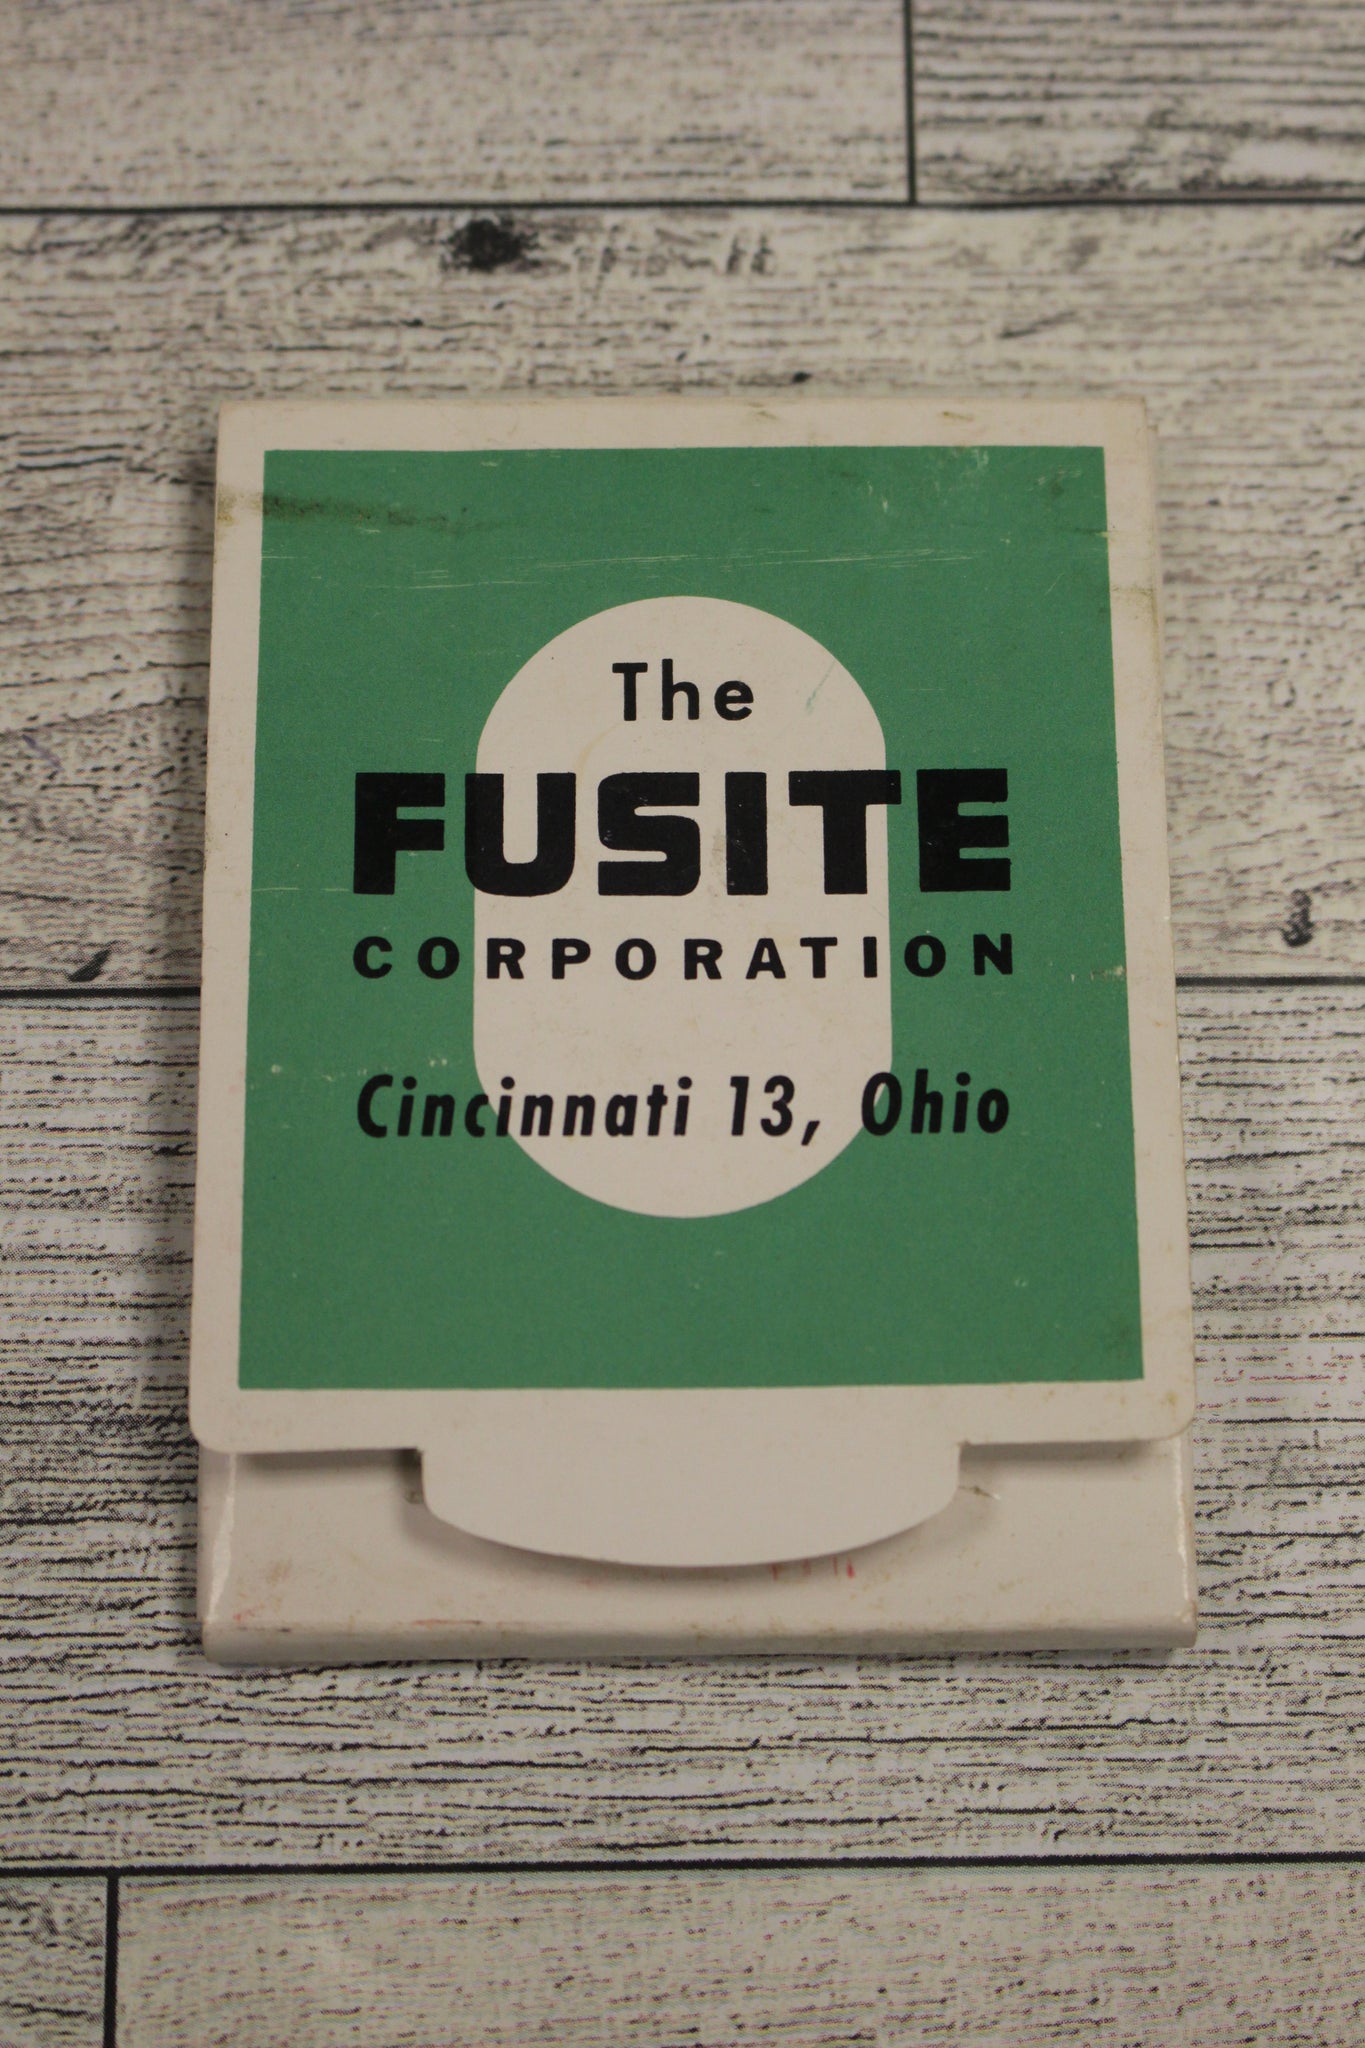 The
FUSITE
CORPORATION
Cincinnati 13, Ohio